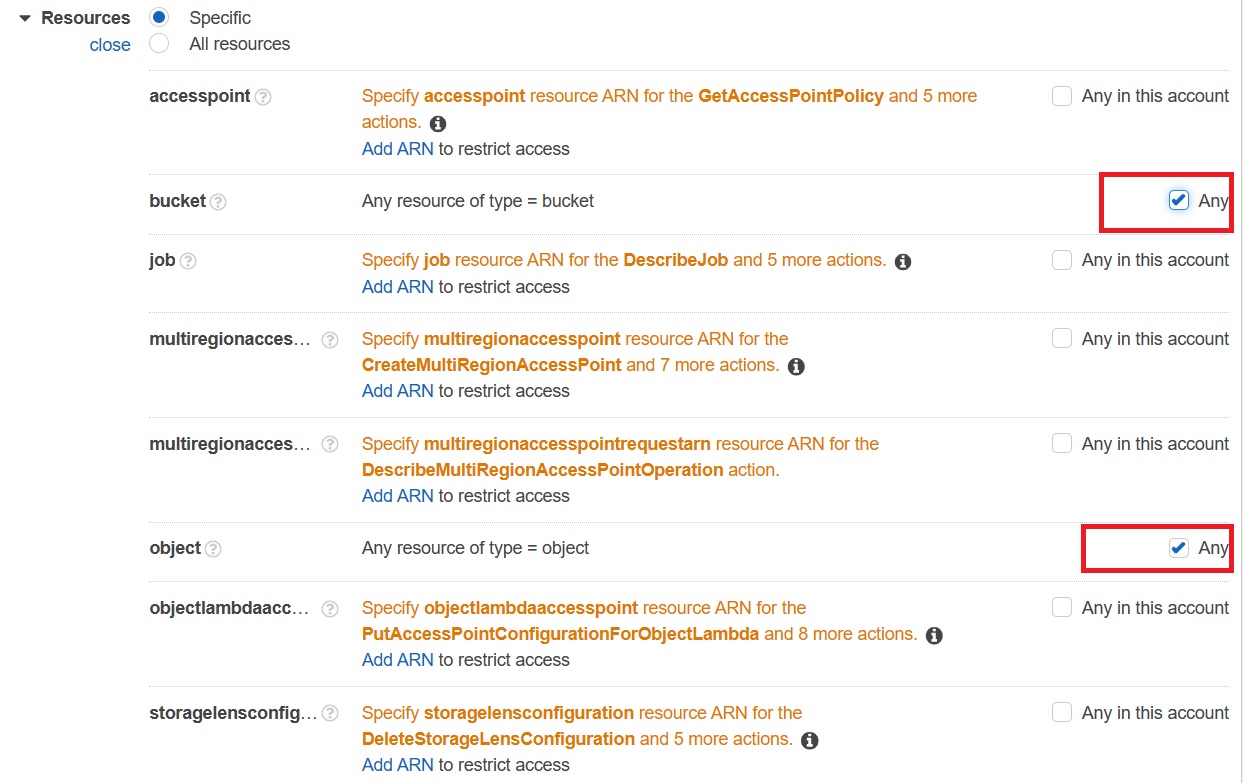 Resources Specific
close All resources
accesspoint ? Specify accesspoint resource ARN for the GetAccessPointPolicy and 5 more Any in this account
actions. i
Add ARN to restrict access
bucket ? Any resource of type = bucket Any
job ? Specify job resource ARN for the DescribeJob and 5 more actions. i Any in this account
Add ARN to restrict access
multiregionacces... ? Specify multiregionaccesspoint resource ARN for the Any in this account
CreateMultiRegionAccessPoint and 7 more actions. i
Add ARN to restrict access
multiregionacces... ? Specify multiregionaccesspointrequestarn resource ARN for the Any in this account
DescribeMultiRegionAccessPointOperation action.
Add ARN to restrict access
object ? Any resource of type = object Any
objectlambdaacc... ? Specify objectlambdaaccesspoint resource ARN for the Any in this account
PutAccessPointConfigurationForObjectLambda and 8 more actions. i
Add ARN to restrict access
storagelensconfig... ? Specify storagelensconfiguration resource ARN for the Any in this account
DeleteStorageLensConfiguration and 5 more actions. i
Add ARN to restrict access